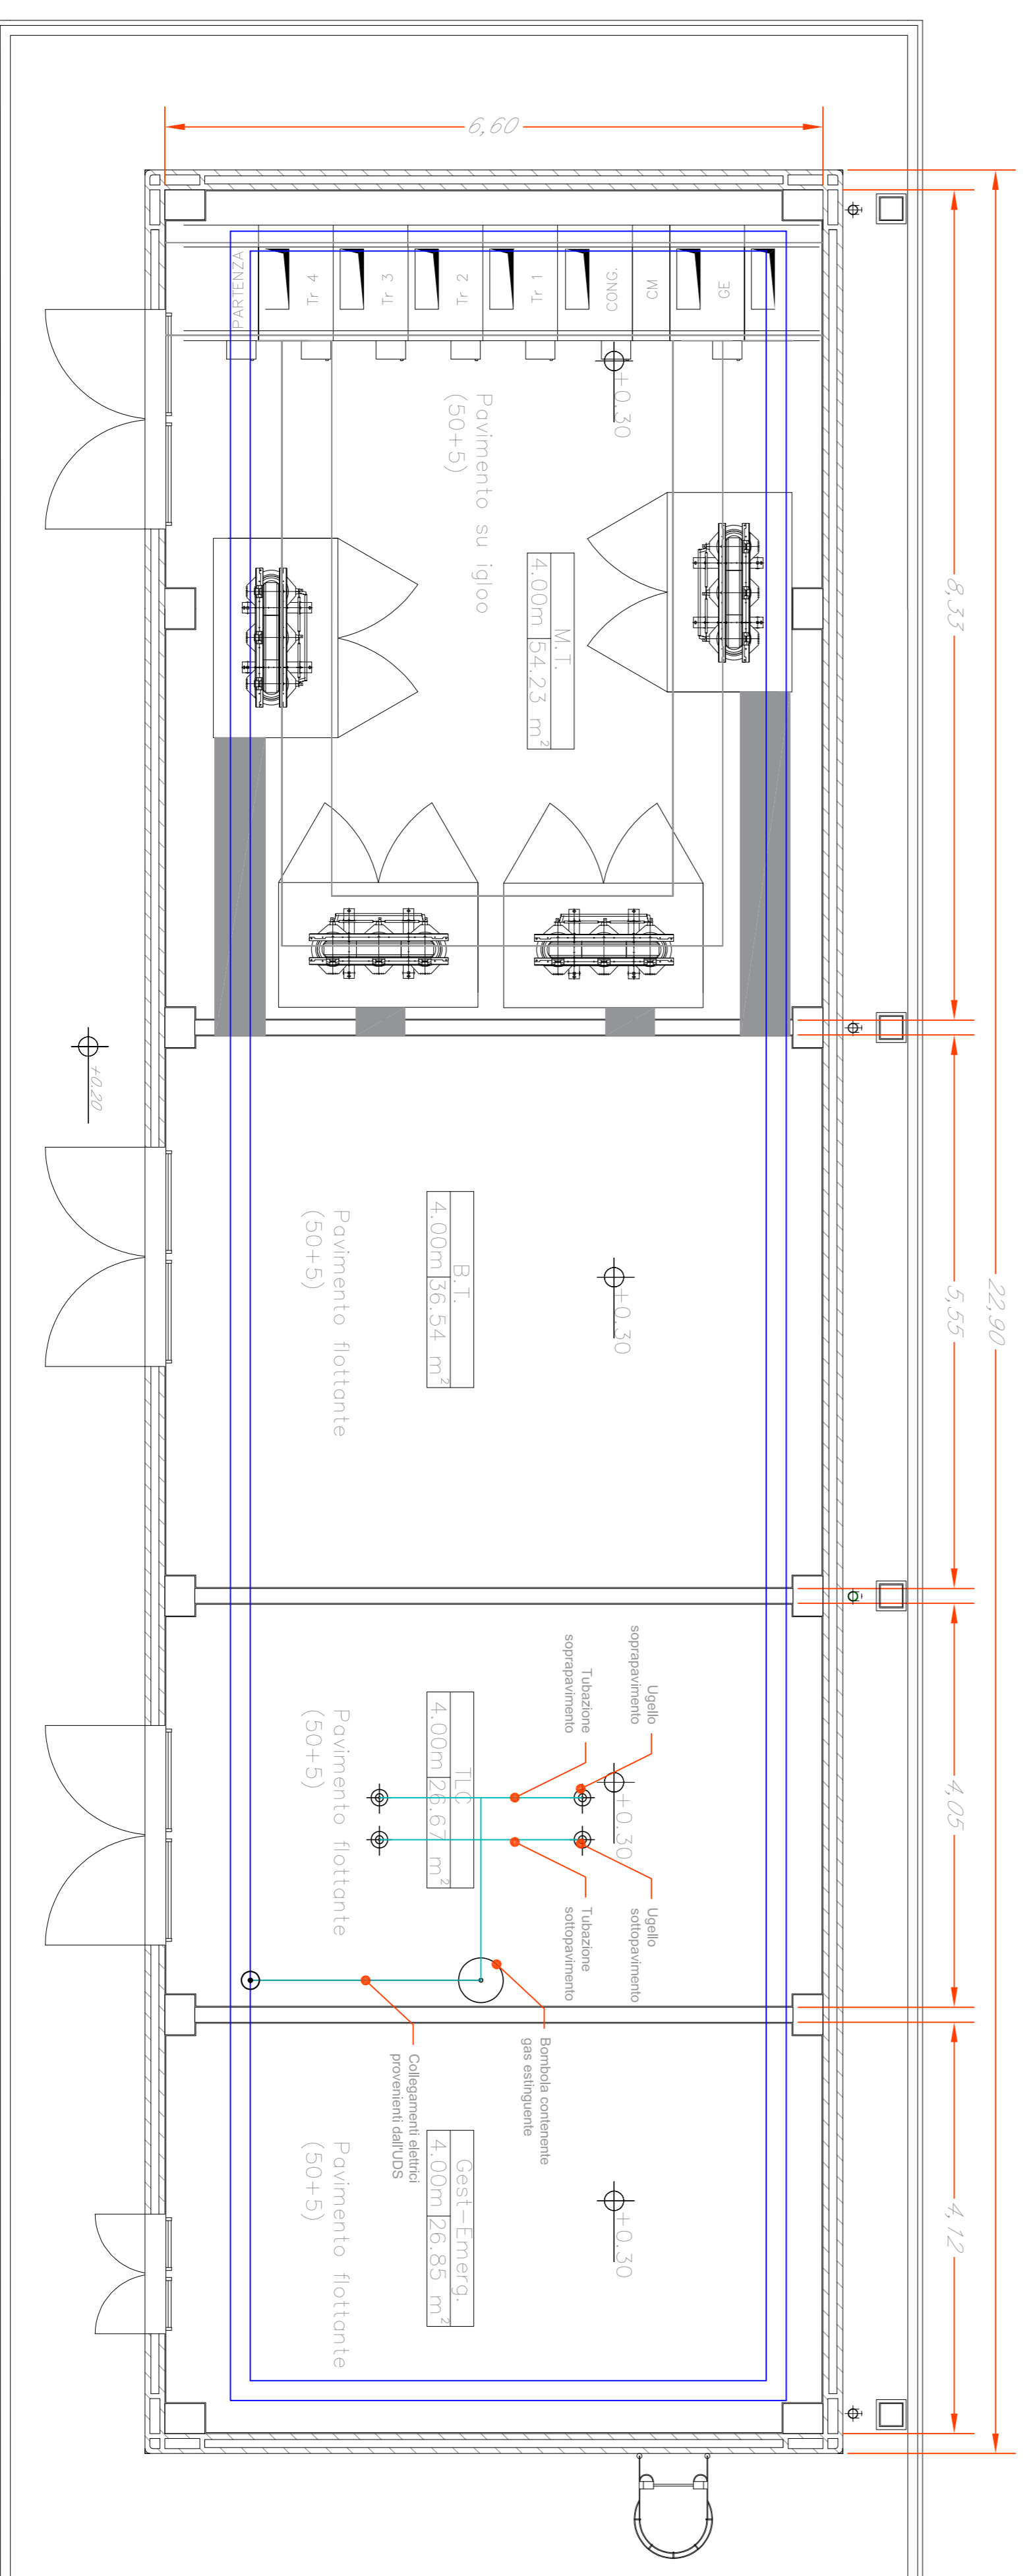 6,60
22,90
8,33
5,55
4,05
4,12
PARTENZA
Tr 4
Tr 3
Tr 2
Tr 1
CONG.
CM
GE
+0.30
Pavimento su igloo
(50+5)
M.T.
4.00m 54.23 m²
+0.20
+0.30
B.T.
4.00m 36.54 m²
Pavimento flottante
(50+5)
Ugello
soprapavimento
Tubazione
soprapavimento
+0.30
TLC
4.00m 26.67 m²
Pavimento flottante
(50+5)
Ugello
sottopavimento
Tubazione
sottopavimento
Bombola contenente
gas estinguente
Collegamenti elettrici
provenienti dall'UDS
+0.30
Gest-Emerg.
4.00m 26.85 m²
Pavimento flottante
(50+5)